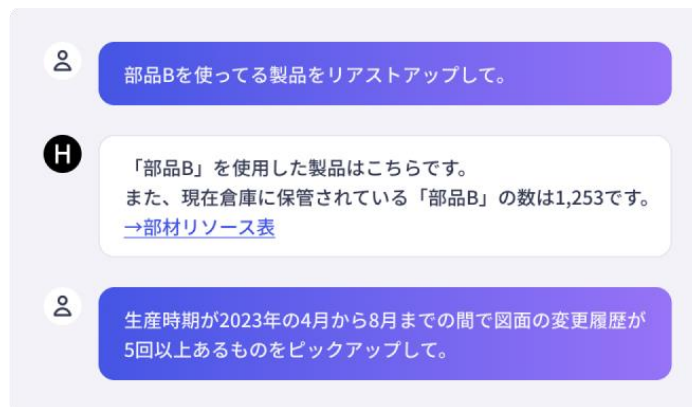 部品Bを使ってる製品をリアストアップして。
H
「部品B」を使用した製品はこちらです。
また、現在倉庫に保管されている「部品B」の数は1,253です。
→部材リソース表
生産時期が2023年の4月から8月までの間で図面の変更履歴が
5回以上あるものをピックアップして。